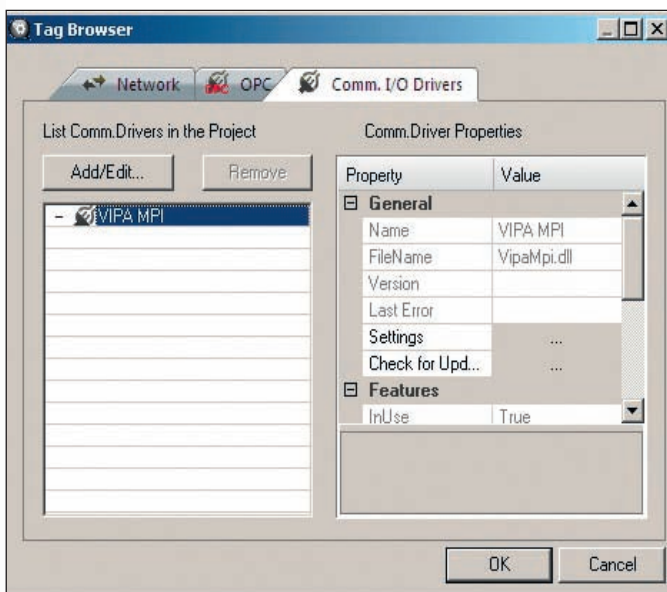 Tag Browser
Network OPC Comm. I/O Drivers
List Comm.Drivers in the Project
Add/Edit... Remove
VIPA MPI
Comm.Driver Properties
Property Value
General
Name VIPA MPI
FileName VipaMpi.dll
Version
Last Error
Settings ...
Check for Upd... ...
Features
InUse True
OK Cancel